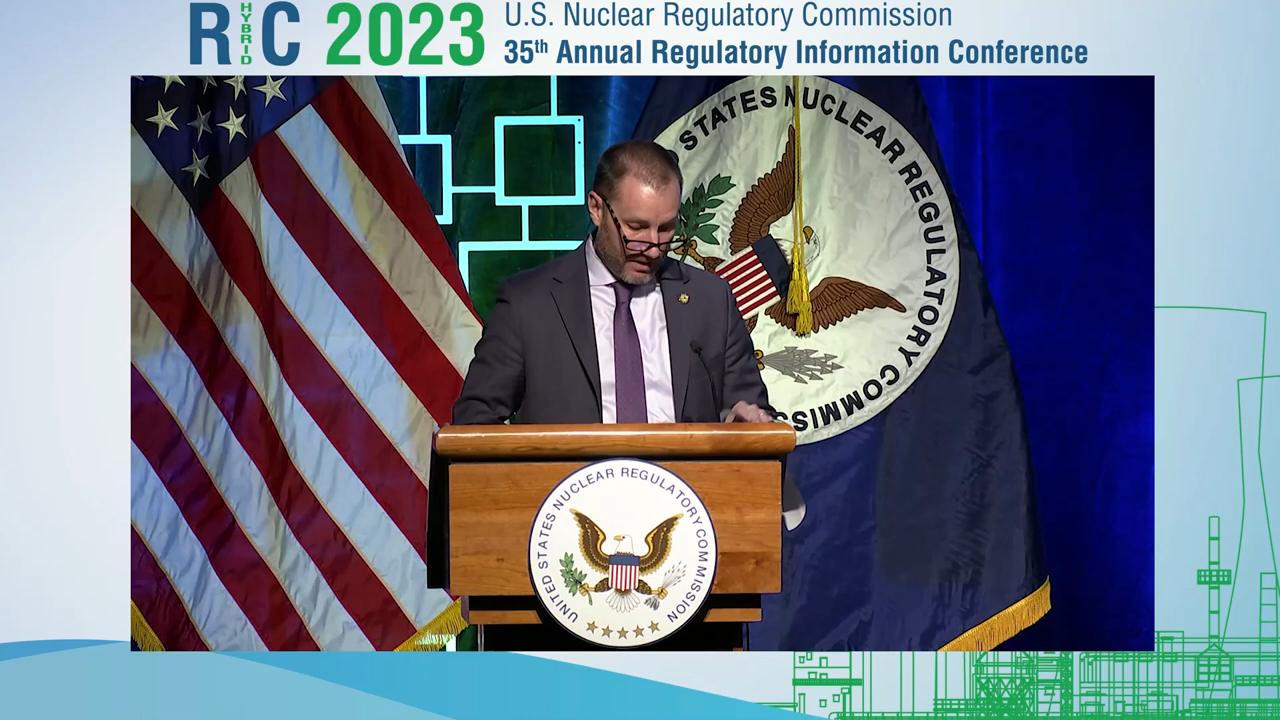 RIC 2023
HYBRID
U.S. Nuclear Regulatory Commission
35th Annual Regulatory Information Conference
STATES NUCLEAR REGULATORY COMMISSION
UNITED STATES NUCLEAR REGULATORY COMMISSION